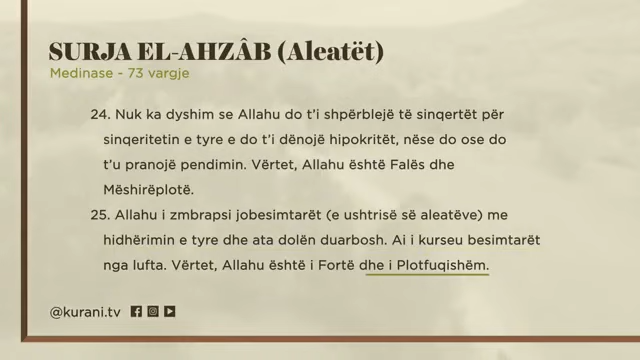 SURJA EL-AHZÂB (Aleatët)
Medinase - 73 vargje
24. Nuk ka dyshim se Allahu do t'i shpërblejë të sinqertët për
sinqeritetin e tyre e do t'i dënojë hipokritët, nëse do ose do
t'u pranojë pendimin. Vërtet, Allahu është Falës dhe
Mëshirëplotë.
25. Allahu i zmbrapsi jobesimtarët (e ushtrisë së aleatëve) me
hidhërimin e tyre dhe ata dolën duarbosh. Ai i kurseu besimtarët
nga lufta. Vërtet, Allahu është i Fortë dhe i Plotfuqishëm.
@kurani.tv